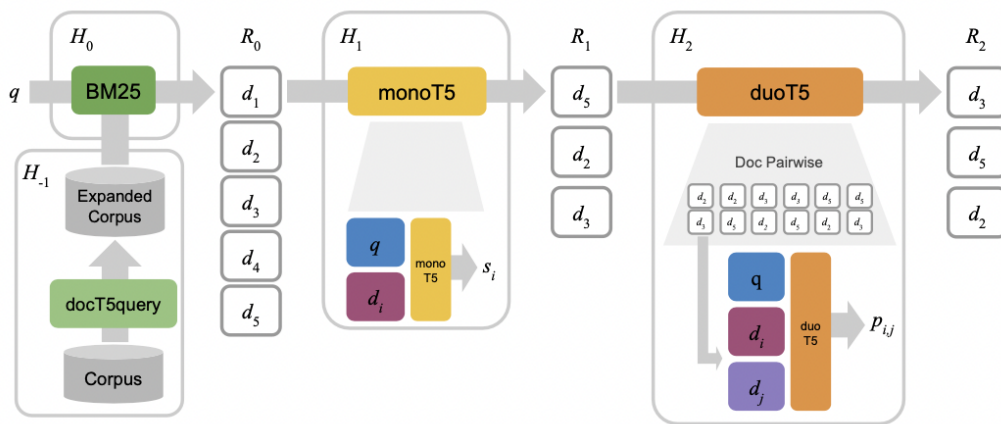 H₀
q
BM25
H₋₁
Expanded
Corpus
docT5query
Corpus
R₀
d₁
d₂
d₃
d₄
d₅
H₁
monoT5
q
dᵢ
mono
T5
sᵢ
R₁
d₅
d₂
d₃
H₂
duoT5
Doc Pairwise
d₂ d₂ d₃ d₃ d₅ d₅
d₃ d₅ d₂ d₅ d₂ d₃
q
dᵢ
dⱼ
duo
T5
pᵢ,ⱼ
R₂
d₃
d₅
d₂